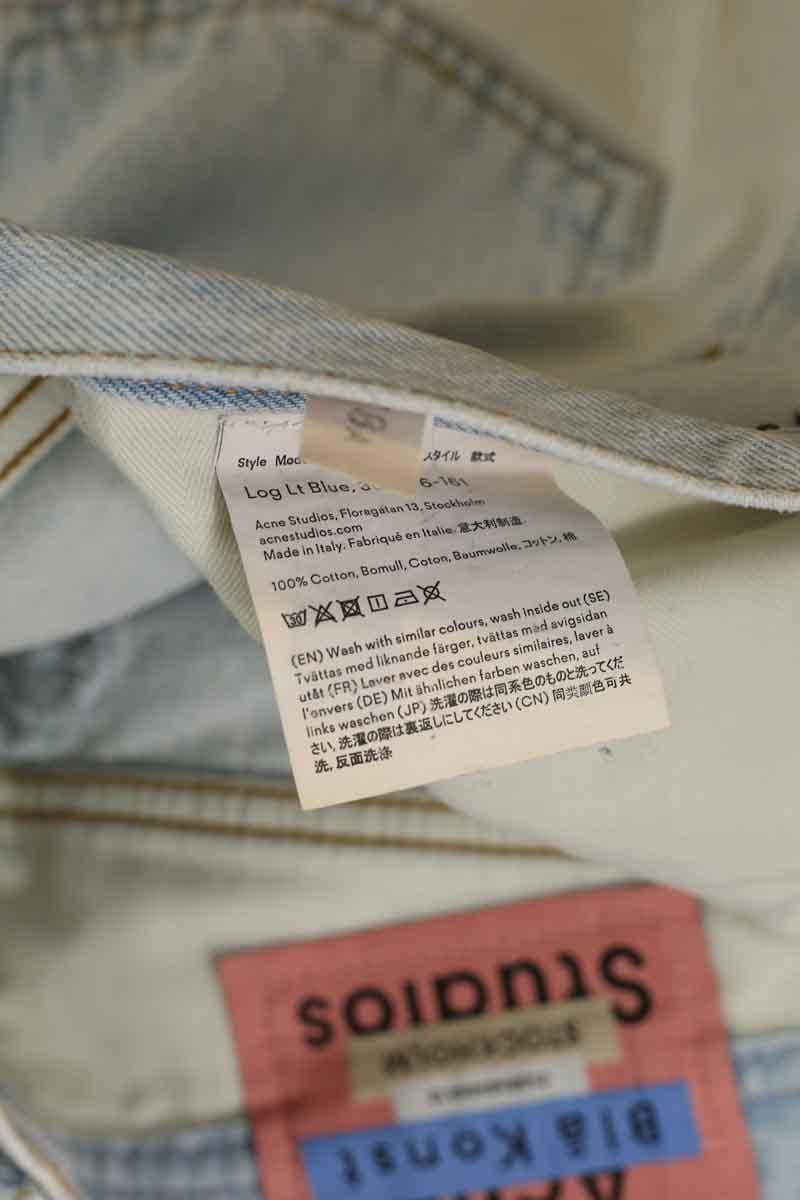 Style Mod スタイル 款式
Log Lt Blue, 3 6-161
Acne Studios, Floragatan 13, Stockholm
acnestudios.com
Made in Italy. Fabriqué en Italie. 意大利制造.
100% Cotton, Bomull, Coton, Baumwolle, コットン, 棉
30
(EN) Wash with similar colours, wash inside out (SE)
Tvättas med liknande färger, tvättas med avigsidan
utåt (FR) Laver avec des couleurs similaires, laver à
l'envers (DE) Mit ähnlichen farben waschen, auf
links waschen (JP) 洗濯の際は同系色のものと洗ってくだ
さい, 洗濯の際は裏返しにしてください (CN) 同类颜色可共
洗, 反面洗涤
Blå Konst
Stockholm
Studios